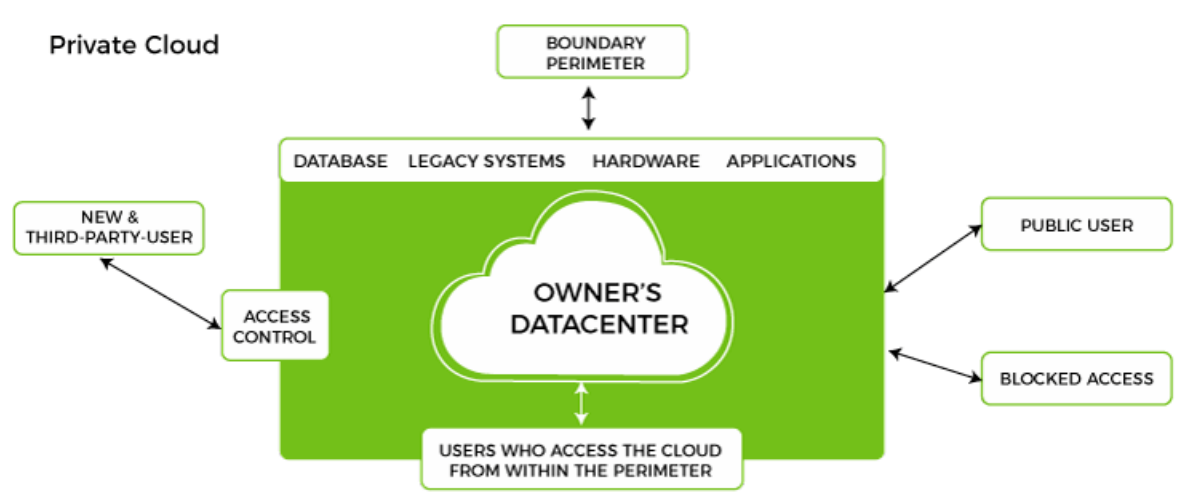 Private Cloud
BOUNDARY
PERIMETER
DATABASE LEGACY SYSTEMS HARDWARE APPLICATIONS
NEW &
THIRD-PARTY-USER
PUBLIC USER
OWNER'S
DATACENTER
ACCESS
CONTROL
BLOCKED ACCESS
USERS WHO ACCESS THE CLOUD
FROM WITHIN THE PERIMETER